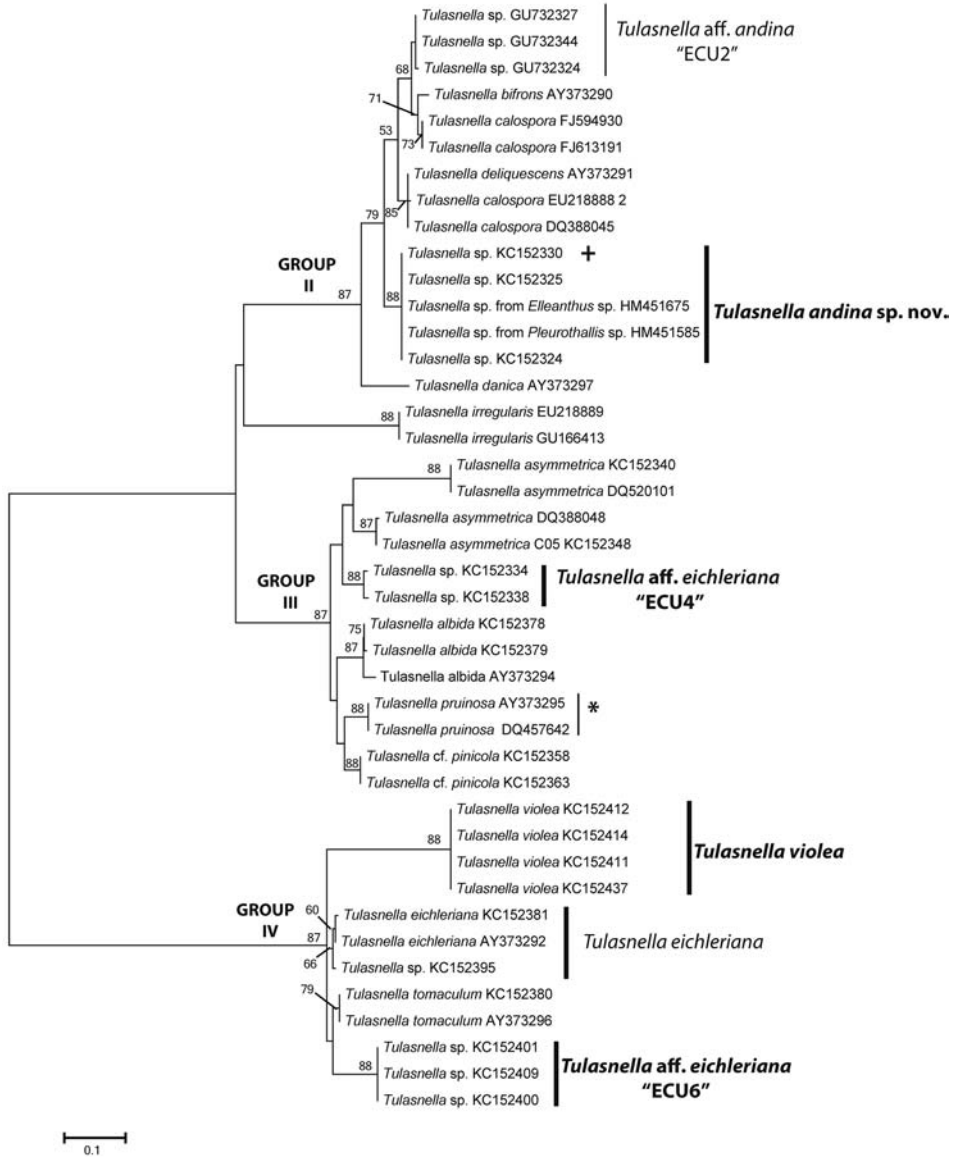 Tulasnella sp. GU732327
Tulasnella sp. GU732344
Tulasnella sp. GU732324
Tulasnella aff. andina
"ECU2"
68
Tulasnella bifrons AY373290
71
Tulasnella calospora FJ594930
73
Tulasnella calospora FJ613191
53
Tulasnella deliquescens AY373291
Tulasnella calospora EU218888 2
85
Tulasnella calospora DQ388045
79
Tulasnella sp. KC152330 +
Tulasnella sp. KC152325
Tulasnella sp. from Elleanthus sp. HM451675
Tulasnella sp. from Pleurothallis sp. HM451585
Tulasnella sp. KC152324
88
Tulasnella andina sp. nov.
GROUP
II
87
Tulasnella danica AY373297
Tulasnella irregularis EU218889
88
Tulasnella irregularis GU166413
Tulasnella asymmetrica KC152340
88
Tulasnella asymmetrica DQ520101
Tulasnella asymmetrica DQ388048
87
Tulasnella asymmetrica C05 KC152348
Tulasnella sp. KC152334
88
Tulasnella sp. KC152338
Tulasnella aff. eichleriana
"ECU4"
GROUP
III
87
Tulasnella albida KC152378
75
Tulasnella albida KC152379
87
Tulasnella albida AY373294
Tulasnella pruinosa AY373295
88
Tulasnella pruinosa DQ457642
*
Tulasnella cf. pinicola KC152358
88
Tulasnella cf. pinicola KC152363
Tulasnella violea KC152412
Tulasnella violea KC152414
88
Tulasnella violea KC152411
Tulasnella violea KC152437
Tulasnella violea
GROUP
IV
87
60
Tulasnella eichleriana KC152381
Tulasnella eichleriana AY373292
66
Tulasnella sp. KC152395
Tulasnella eichleriana
79
Tulasnella tomaculum KC152380
Tulasnella tomaculum AY373296
Tulasnella sp. KC152401
88
Tulasnella sp. KC152409
Tulasnella sp. KC152400
Tulasnella aff. eichleriana
"ECU6"
0.1